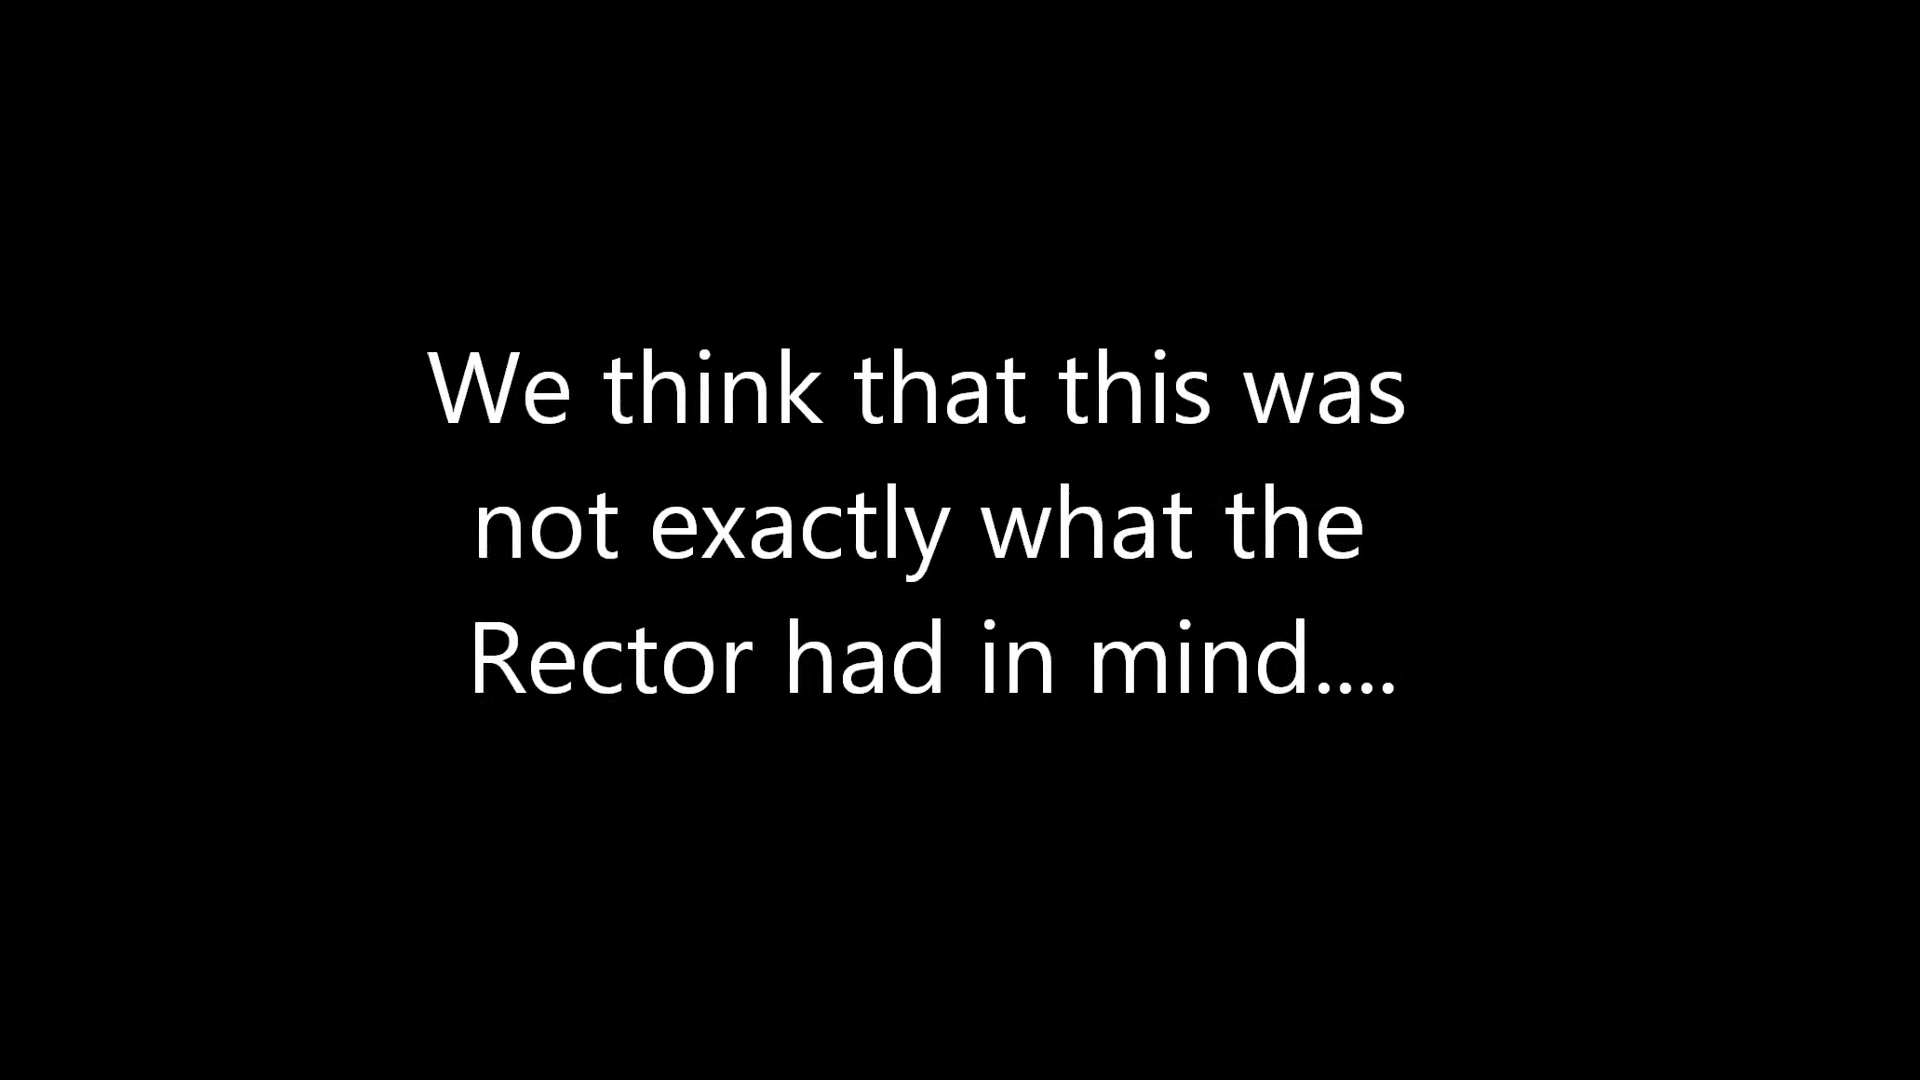 We think that this was
not exactly what the
Rector had in mind....